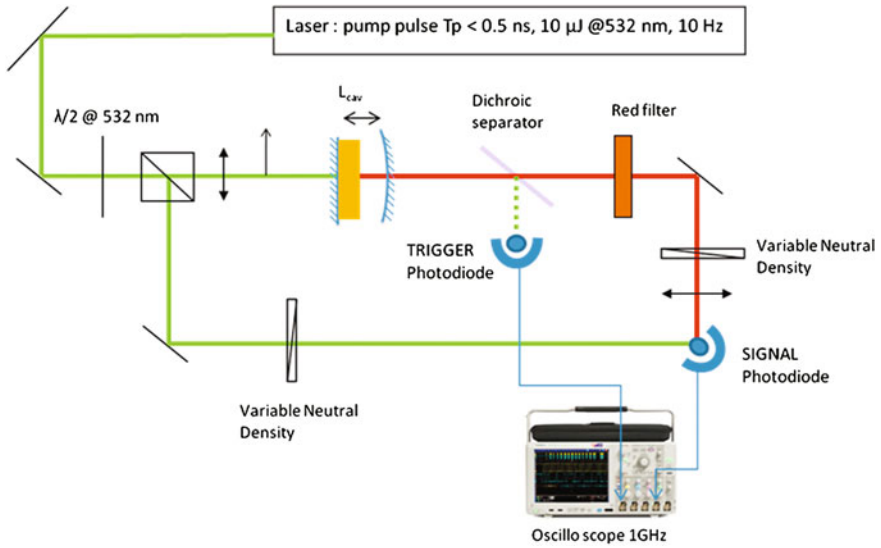 Laser : pump pulse Tp < 0.5 ns, 10 µJ @532 nm, 10 Hz
λ/2 @ 532 nm
Lcav
Dichroic
separator
Red filter
TRIGGER
Photodiode
Variable Neutral
Density
SIGNAL
Photodiode
Variable Neutral
Density
Oscillo scope 1GHz